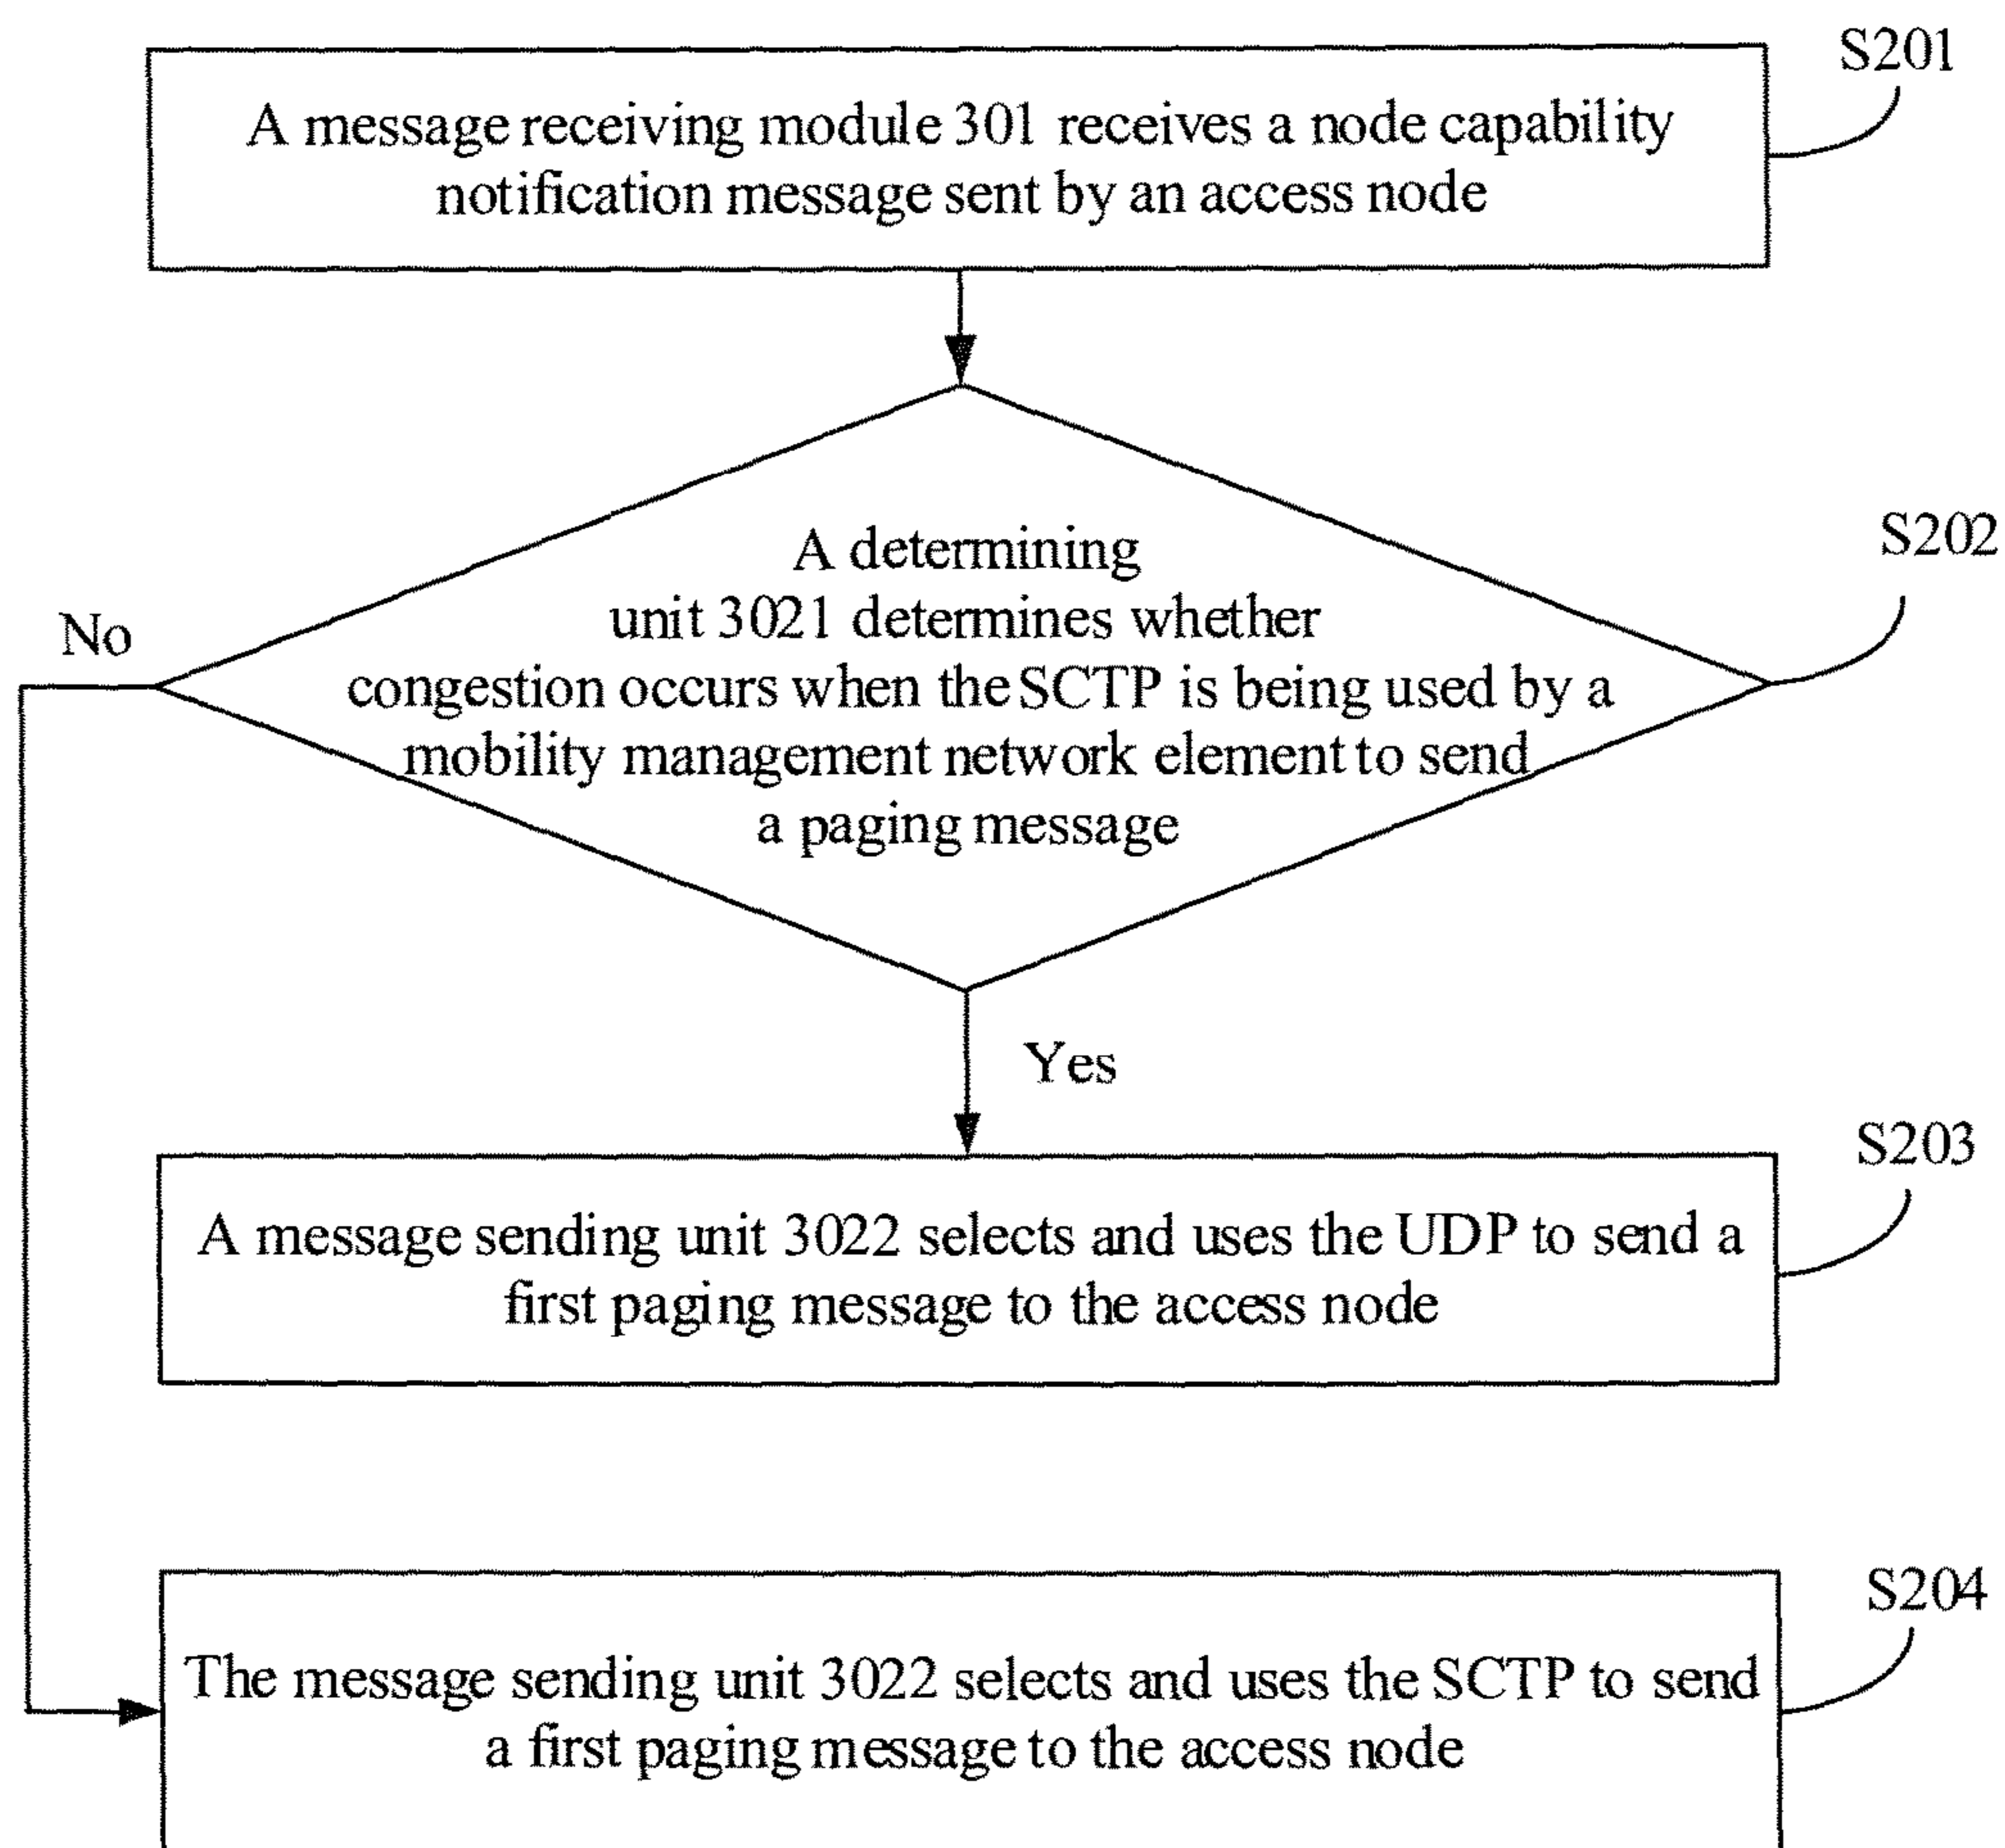 S201
A message receiving module 301 receives a node capability
notification message sent by an access node
S202
A determining
unit 3021 determines whether
congestion occurs when the SCTP is being used by a
mobility management network element to send
a paging message
No
Yes
S203
A message sending unit 3022 selects and uses the UDP to send a
first paging message to the access node
S204
The message sending unit 3022 selects and uses the SCTP to send
a first paging message to the access node